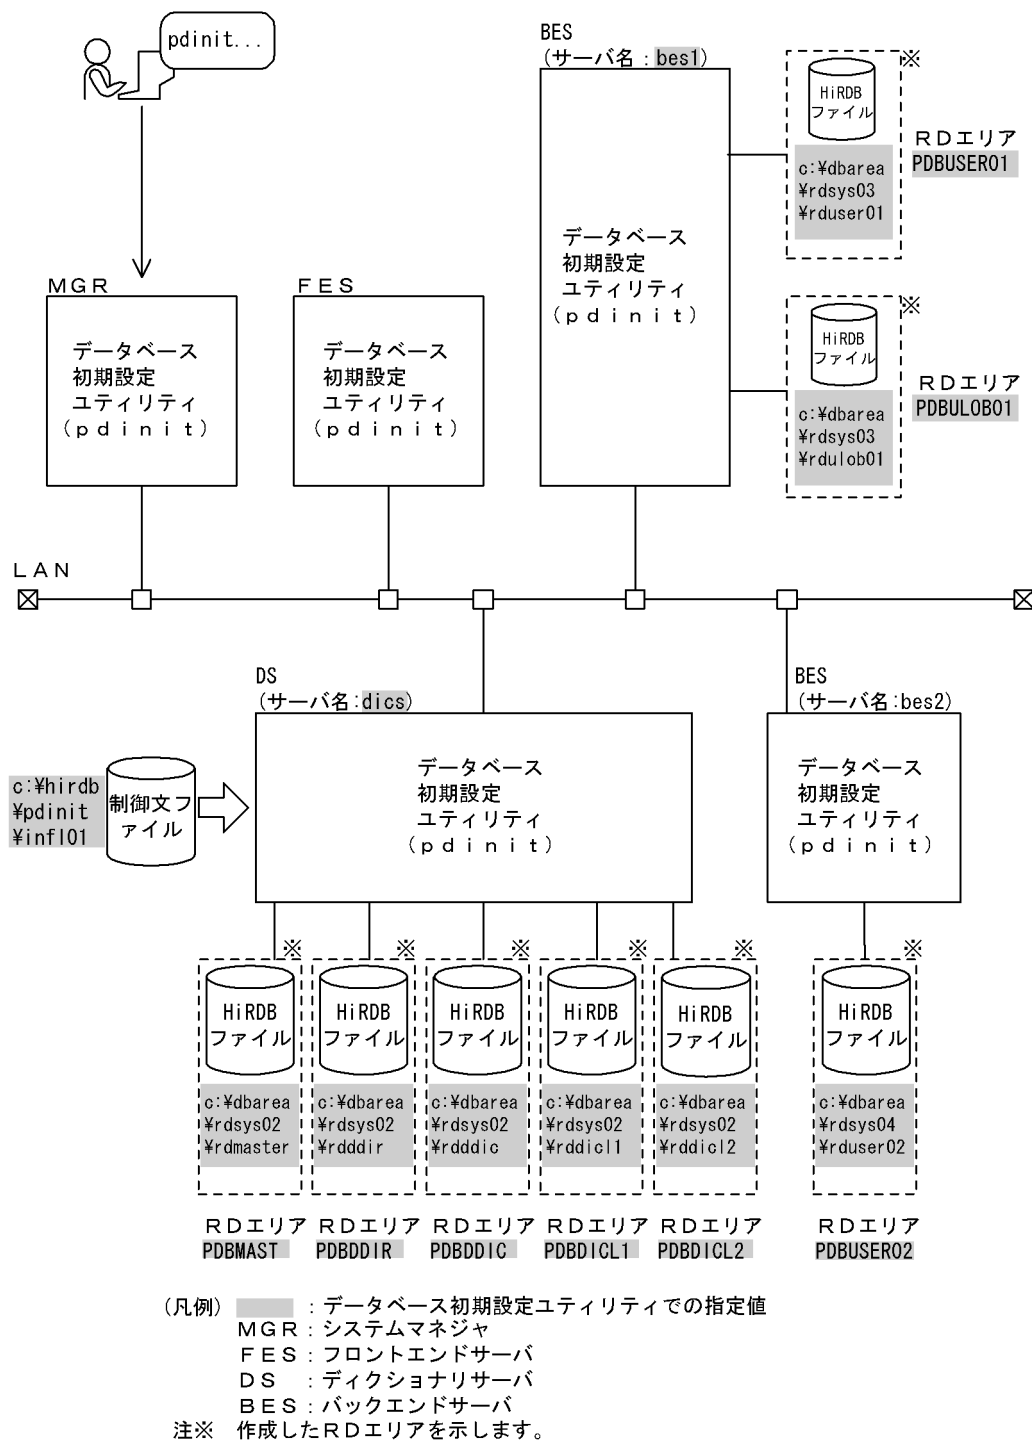 pdinit...
BES
(サーバ名：bes1)
HiRDB
ファイル
※
RDエリア
PDBUSER01
c:¥dbarea
¥rdsys03
¥rduser01
データベース
初期設定
ユティリティ
(pdinit)
HiRDB
ファイル
※
RDエリア
PDBULOB01
c:¥dbarea
¥rdsys03
¥rdulob01
MGR
データベース
初期設定
ユティリティ
(pdinit)
FES
データベース
初期設定
ユティリティ
(pdinit)
LAN
DS
(サーバ名：dics)
データベース
初期設定
ユティリティ
(pdinit)
BES
(サーバ名：bes2)
データベース
初期設定
ユティリティ
(pdinit)
c:¥hirdb
¥pdinit
¥infl01
制御文フ
ァイル
※
HiRDB
ファイル
c:¥dbarea
¥rdsys02
¥rdmaster
RDエリア
PDBMAST
※
HiRDB
ファイル
c:¥dbarea
¥rdsys02
¥rdddir
RDエリア
PDBDDIR
※
HiRDB
ファイル
c:¥dbarea
¥rdsys02
¥rdddic
RDエリア
PDBDDIC
※
HiRDB
ファイル
c:¥dbarea
¥rdsys02
¥rddicl1
RDエリア
PDBDICL1
※
HiRDB
ファイル
c:¥dbarea
¥rdsys02
¥rddicl2
RDエリア
PDBDICL2
※
HiRDB
ファイル
c:¥dbarea
¥rdsys04
¥rduser02
RDエリア
PDBUSER02
(凡例) ：データベース初期設定ユティリティでの指定値
MGR：システムマネジャ
FES：フロントエンドサーバ
DS ：ディクショナリサーバ
BES：バックエンドサーバ
注※ 作成したRDエリアを示します。